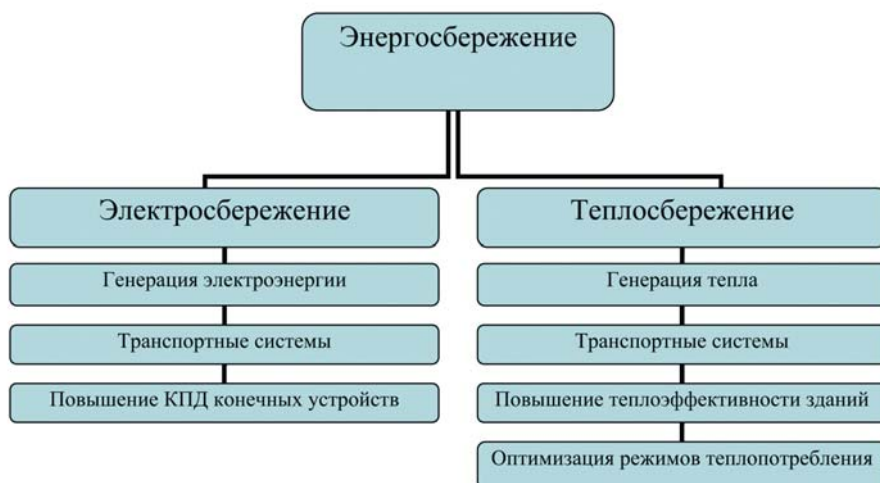 Энергосбережение
Электросбережение
Генерация электроэнергии
Транспортные системы
Повышение КПД конечных устройств
Теплосбережение
Генерация тепла
Транспортные системы
Повышение теплоэффективности зданий
Оптимизация режимов теплопотребления